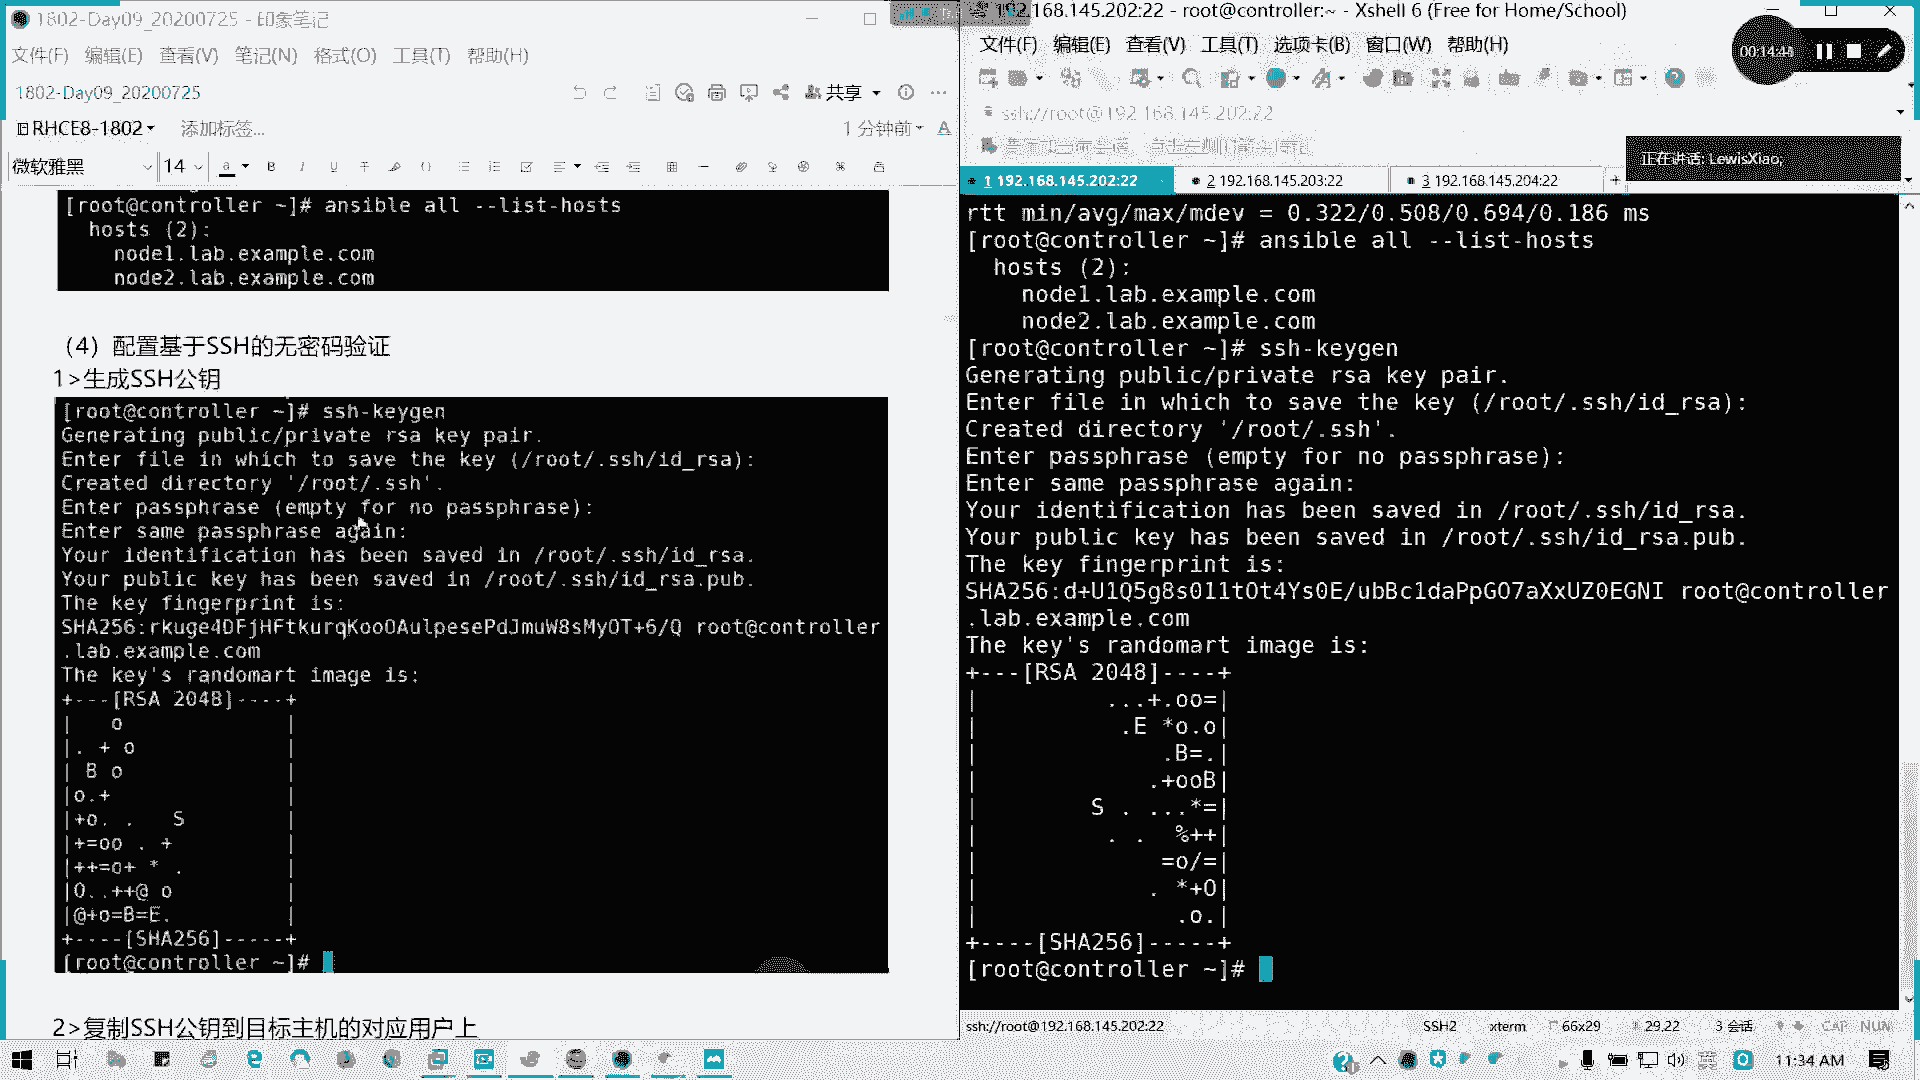 1802-Day09_20200725 - 印象笔记
文件(F) 编辑(E) 查看(V) 笔记(N) 格式(O) 工具(T) 帮助(H)
1802-Day09_20200725
共享
RHCE8-1802
添加标签...
1 分钟前
微软雅黑
14
[root@controller ~]# ansible all --list-hosts
hosts (2):
node1.lab.example.com
node2.lab.example.com
（4）配置基于SSH的无密码验证
1>生成SSH公钥
[root@controller ~]# ssh-keygen
Generating public/private rsa key pair.
Enter file in which to save the key (/root/.ssh/id_rsa):
Created directory '/root/.ssh'.
Enter passphrase (empty for no passphrase):
Enter same passphrase again:
Your identification has been saved in /root/.ssh/id_rsa.
Your public key has been saved in /root/.ssh/id_rsa.pub.
The key fingerprint is:
SHA256:rkuge4DFjHFtkurqKooOAulpesePdJmuW8sMyOT+6/Q root@controller
.lab.example.com
The key's randomart image is:
+---[RSA 2048]----+
|    o            |
|. + o            |
| B o             |
|o.+              |
|+o. .   S        |
|+=oo . +         |
|++=o+ * .        |
|O..++@ o         |
|@+o=B=E.         |
+----[SHA256]-----+
[root@controller ~]#
2>复制SSH公钥到目标主机的对应用户上
192.168.145.202:22 - root@controller:~ - Xshell 6 (Free for Home/School)
文件(F) 编辑(E) 查看(V) 工具(T) 选项卡(B) 窗口(W) 帮助(H)
00:14:44
ssh://root@192.168.145.202:22
正在讲话: LewisXiao;
1 192.168.145.202:22
2 192.168.145.203:22
3 192.168.145.204:22
rtt min/avg/max/mdev = 0.322/0.508/0.694/0.186 ms
[root@controller ~]# ansible all --list-hosts
hosts (2):
node1.lab.example.com
node2.lab.example.com
[root@controller ~]# ssh-keygen
Generating public/private rsa key pair.
Enter file in which to save the key (/root/.ssh/id_rsa):
Created directory '/root/.ssh'.
Enter passphrase (empty for no passphrase):
Enter same passphrase again:
Your identification has been saved in /root/.ssh/id_rsa.
Your public key has been saved in /root/.ssh/id_rsa.pub.
The key fingerprint is:
SHA256:d+U1Q5g8s011tOt4Ys0E/ubBc1daPpGO7aXxUZ0EGNI root@controller
.lab.example.com
The key's randomart image is:
+---[RSA 2048]----+
|         ...+.oo=|
|          .E *o.o|
|             .B=.|
|            .+ooB|
|        S . ...*=|
|         . .  %++|
|             =o/=|
|            . *+O|
|              .o.|
+----[SHA256]-----+
[root@controller ~]#
ssh://root@192.168.145.202:22
SSH2
xterm
66x29
29,22
3 会话
CAP NUM
英
11:34 AM